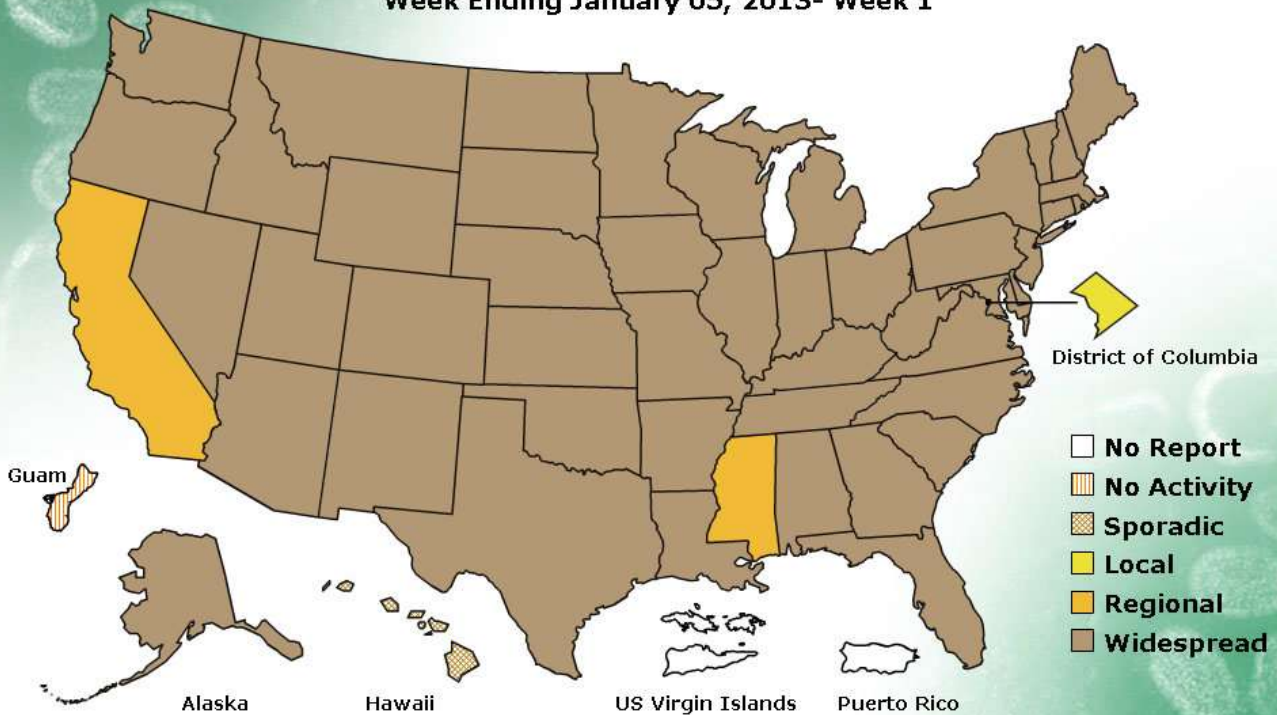 Week Ending January 05, 2013- Week 1
District of Columbia
No Report
Guam
No Activity
Sporadic
Local
Regional
Widespread
Alaska
Hawaii
US Virgin Islands
Puerto Rico